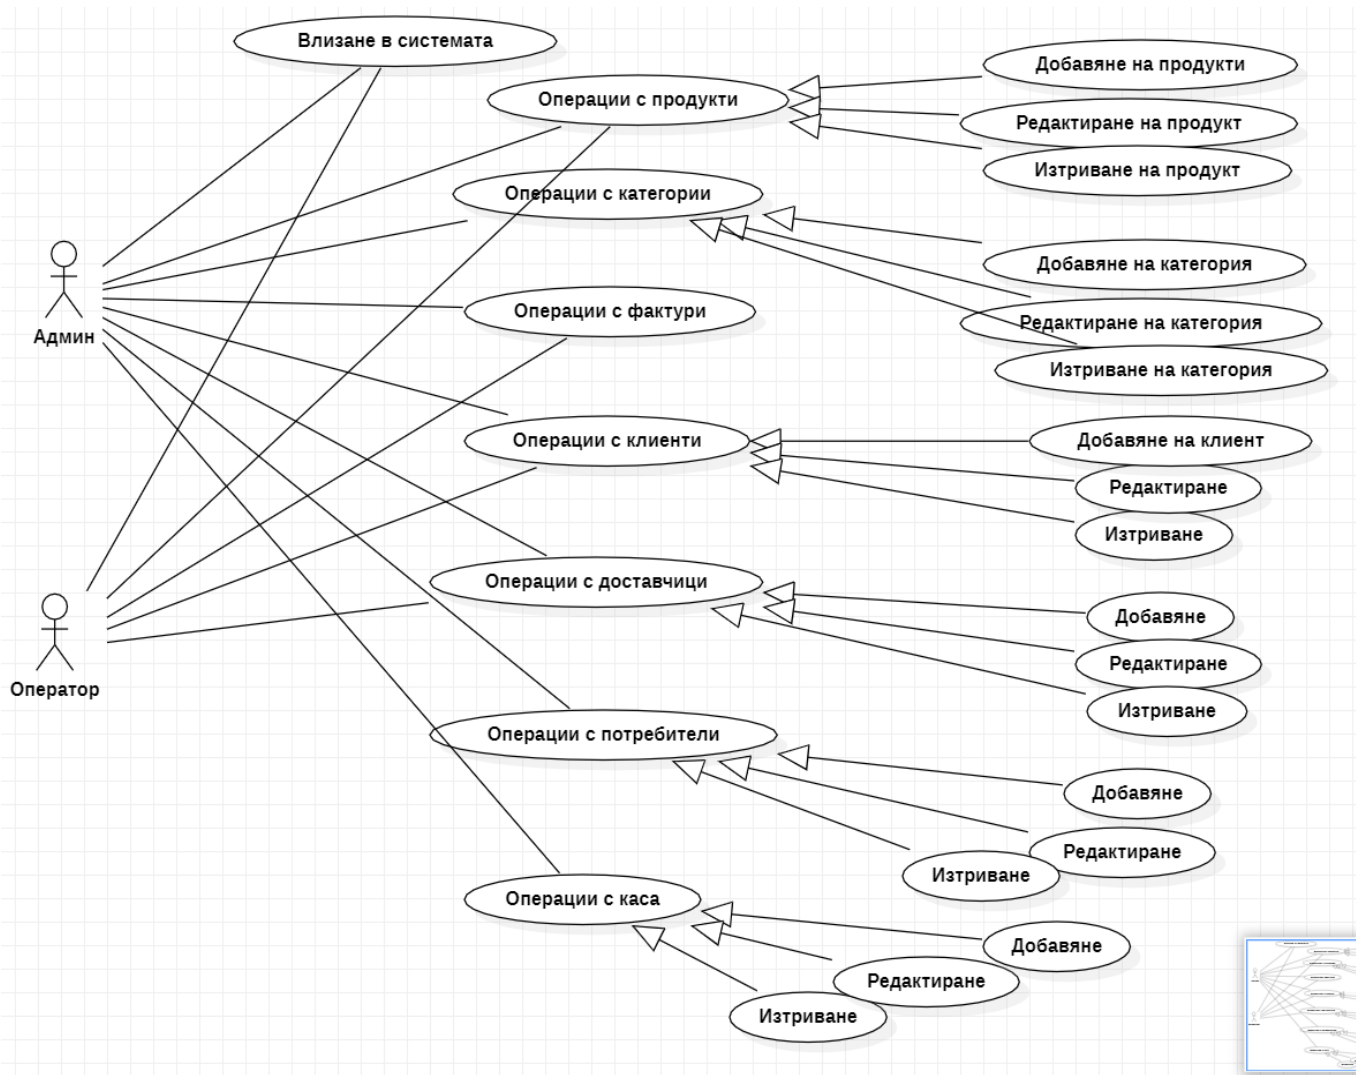 Влизане в системата
Операции с продукти
Добавяне на продукти
Редактиране на продукт
Изтриване на продукт
Операции с категории
Добавяне на категория
Редактиране на категория
Изтриване на категория
Админ
Операции с фактури
Операции с клиенти
Добавяне на клиент
Редактиране
Изтриване
Операции с доставчици
Добавяне
Редактиране
Изтриване
Оператор
Операции с потребители
Добавяне
Редактиране
Изтриване
Операции с каса
Добавяне
Редактиране
Изтриване